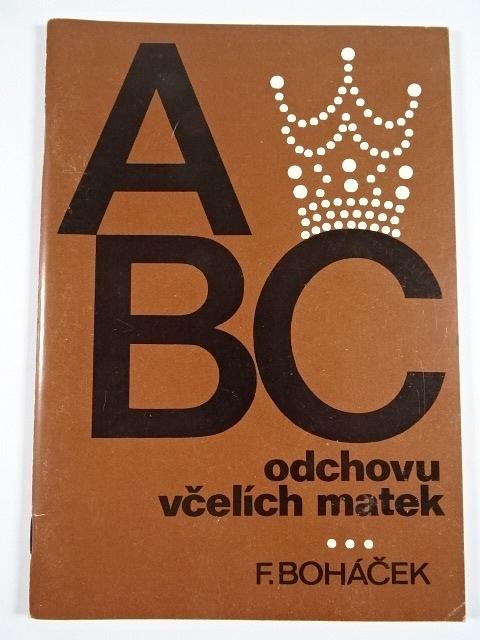 A
BC
odchovu
včelích matek
F. BOHÁČEK